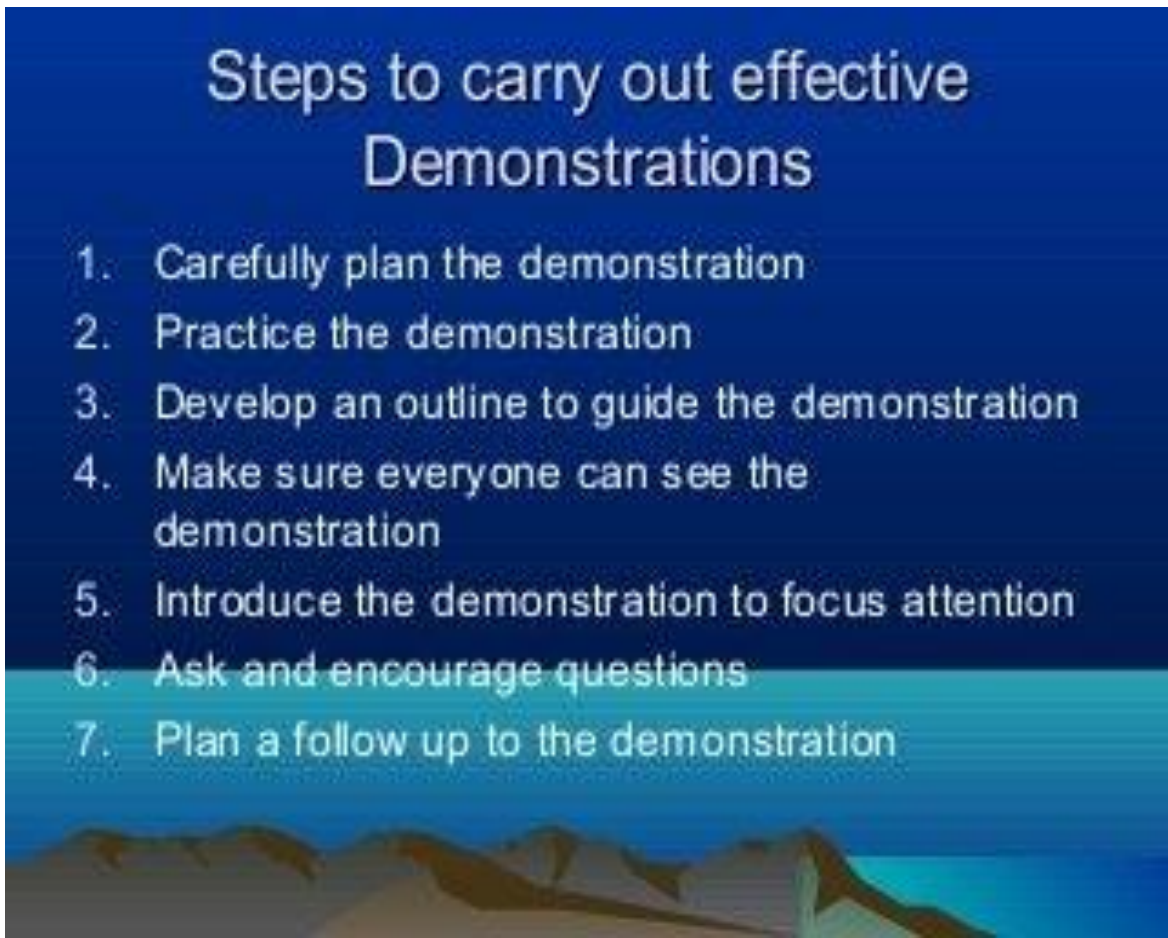 Steps to carry out effective
Demonstrations
1. Carefully plan the demonstration
2. Practice the demonstration
3. Develop an outline to guide the demonstration
4. Make sure everyone can see the
demonstration
5. Introduce the demonstration to focus attention
6. Ask and encourage questions
7. Plan a follow up to the demonstration